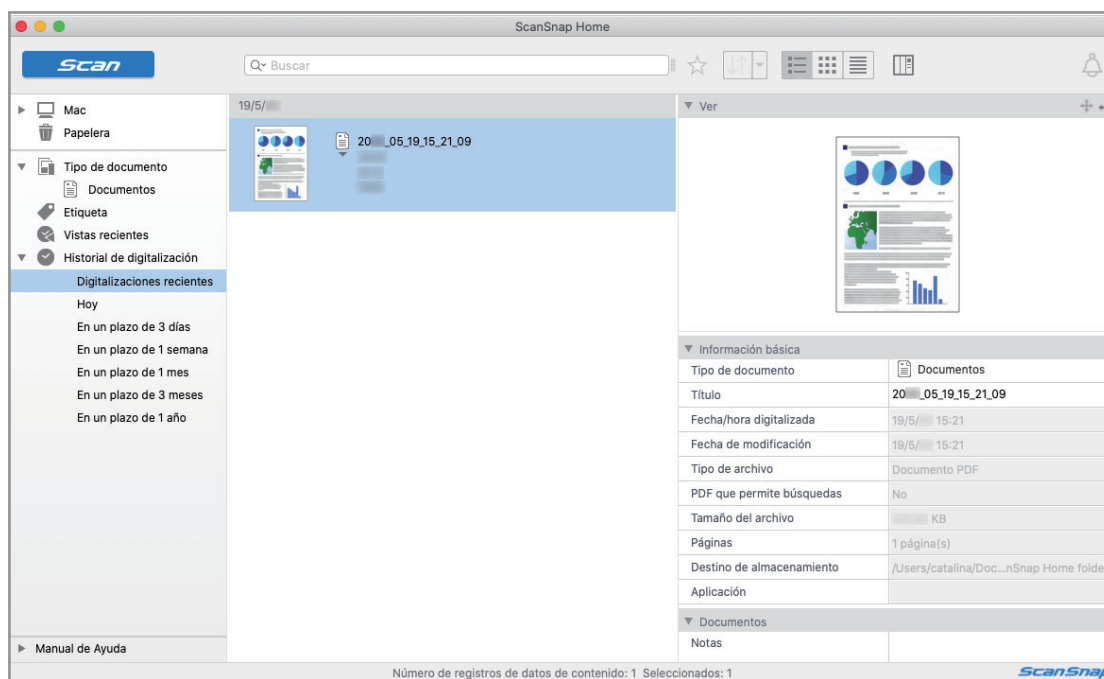 ScanSnap Home
Scan
Buscar
Mac
Papelera
Tipo de documento
Documentos
Etiqueta
Vistas recientes
Historial de digitalización
Digitalizaciones recientes
Hoy
En un plazo de 3 días
En un plazo de 1 semana
En un plazo de 1 mes
En un plazo de 3 meses
En un plazo de 1 año
Manual de Ayuda
19/5/
20 _05_19_15_21_09
Ver
Información básica
Tipo de documento Documentos
Título 20 _05_19_15_21_09
Fecha/hora digitalizada 19/5/ 15:21
Fecha de modificación 19/5/ 15:21
Tipo de archivo Documento PDF
PDF que permite búsquedas No
Tamaño del archivo KB
Páginas 1 página(s)
Destino de almacenamiento /Users/catalina/Doc...nSnap Home folde
Aplicación
Documentos
Notas
Número de registros de datos de contenido: 1 Seleccionados: 1
ScanSnap